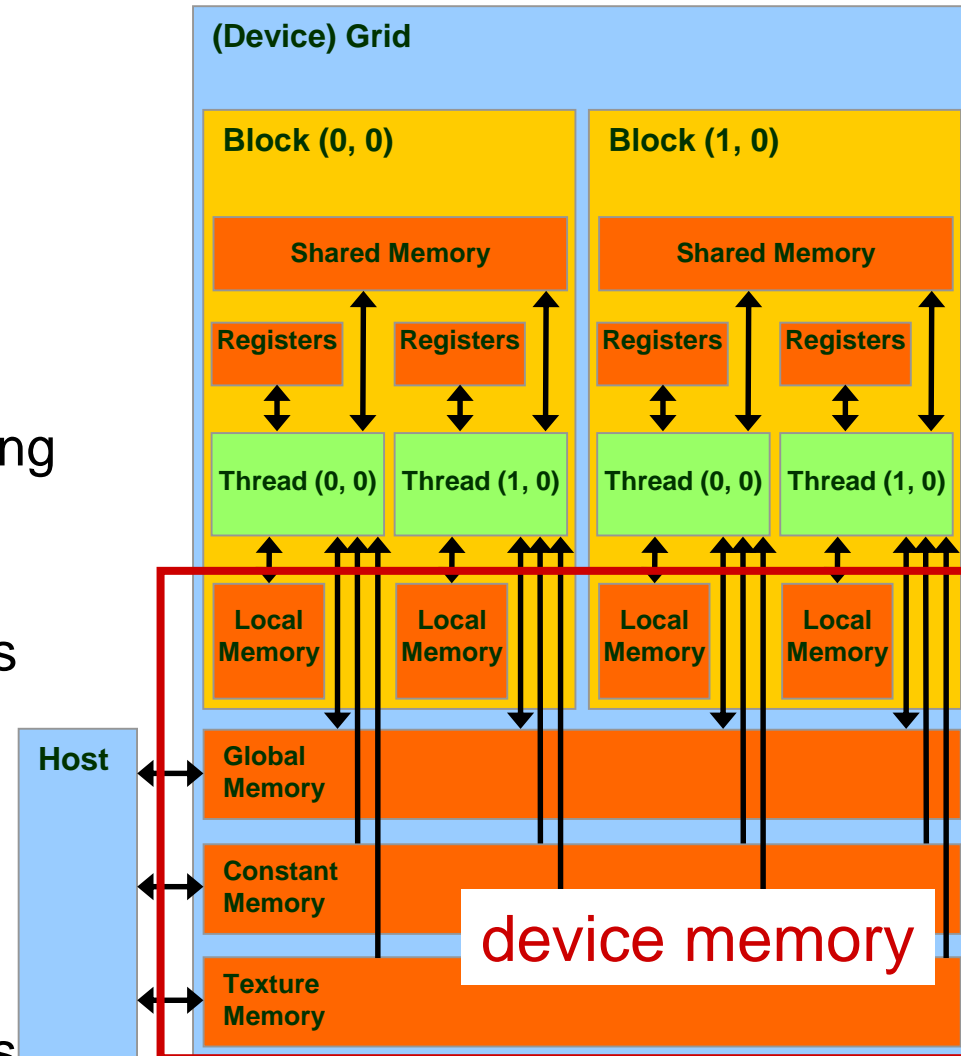 (Device) Grid
Block (0, 0)
Block (1, 0)
Shared Memory
Shared Memory
Registers
Registers
Registers
Registers
ng
Thread (0, 0)
Thread (1, 0)
Thread (0, 0)
Thread (1, 0)
Local
Memory
Local
Memory
Local
Memory
Local
Memory
s
Host
Global
Memory
Constant
Memory
device memory
Texture
Memory
s